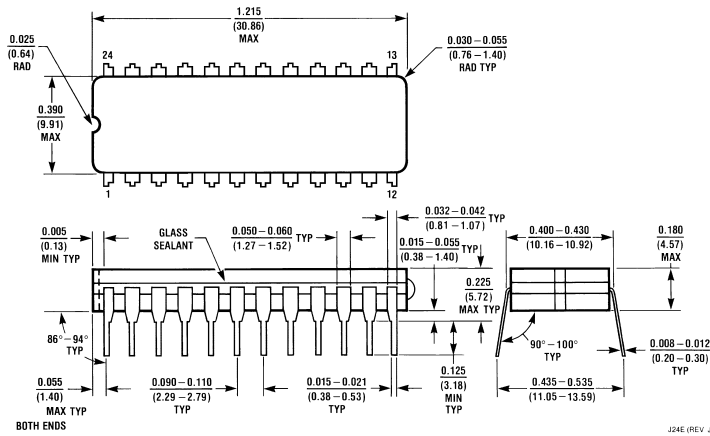 1.215
(30.86)
MAX
0.025
(0.64)
RAD
24
13
0.030 – 0.055
(0.76 – 1.40)
RAD TYP
0.390
(9.91)
MAX
1
12
0.005
(0.13)
MIN TYP
GLASS
SEALANT
0.050 – 0.060
(1.27 – 1.52)
TYP
0.032 – 0.042
(0.81 – 1.07)
TYP
0.015 – 0.055
(0.38 – 1.40)
TYP
0.400 – 0.430
(10.16 – 10.92)
0.180
(4.57)
MAX
0.225
(5.72)
MAX TYP
86° – 94°
TYP
90° – 100°
TYP
0.008 – 0.012
(0.20 – 0.30)
TYP
0.055
(1.40)
MAX TYP
BOTH ENDS
0.090 – 0.110
(2.29 – 2.79)
TYP
0.015 – 0.021
(0.38 – 0.53)
TYP
0.125
(3.18)
MIN
TYP
0.435 – 0.535
(11.05 – 13.59)
J24E (REV